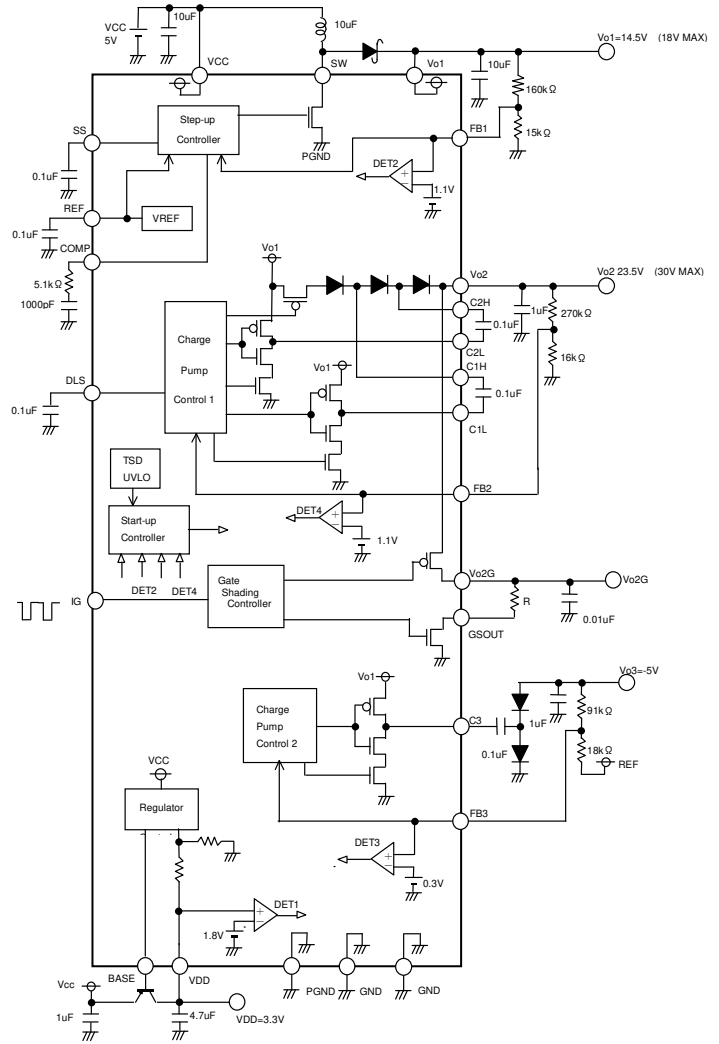 VCC
5V
10uF
10uF
Vo1=14.5V (18V MAX)
VCC
SW
Vo1
10uF
160kΩ
15kΩ
Step-up
Controller
SS
PGND
FB1
DET2
+
−
1.1V
0.1uF
REF
VREF
0.1uF
COMP
5.1kΩ
1000pF
Vo1
Vo2
Vo2 23.5V (30V MAX)
C2H
1uF
270kΩ
0.1uF
16kΩ
C2L
C1H
Charge
Pump
Control 1
Vo1
DLS
0.1uF
0.1uF
C1L
TSD
UVLO
FB2
DET4
+
−
1.1V
Start-up
Controller
DET2
DET4
IG
Gate
Shading
Controller
Vo2G
Vo2G
R
0.01uF
GSOUT
Vo3=-5V
Vo1
Charge
Pump
Control 2
C3
1uF
91kΩ
0.1uF
18kΩ
REF
VCC
Regulator
FB3
DET3
+
−
0.3V
DET1
+
−
1.8V
BASE
VDD
PGND
GND
GND
Vcc
1uF
4.7uF
VDD=3.3V